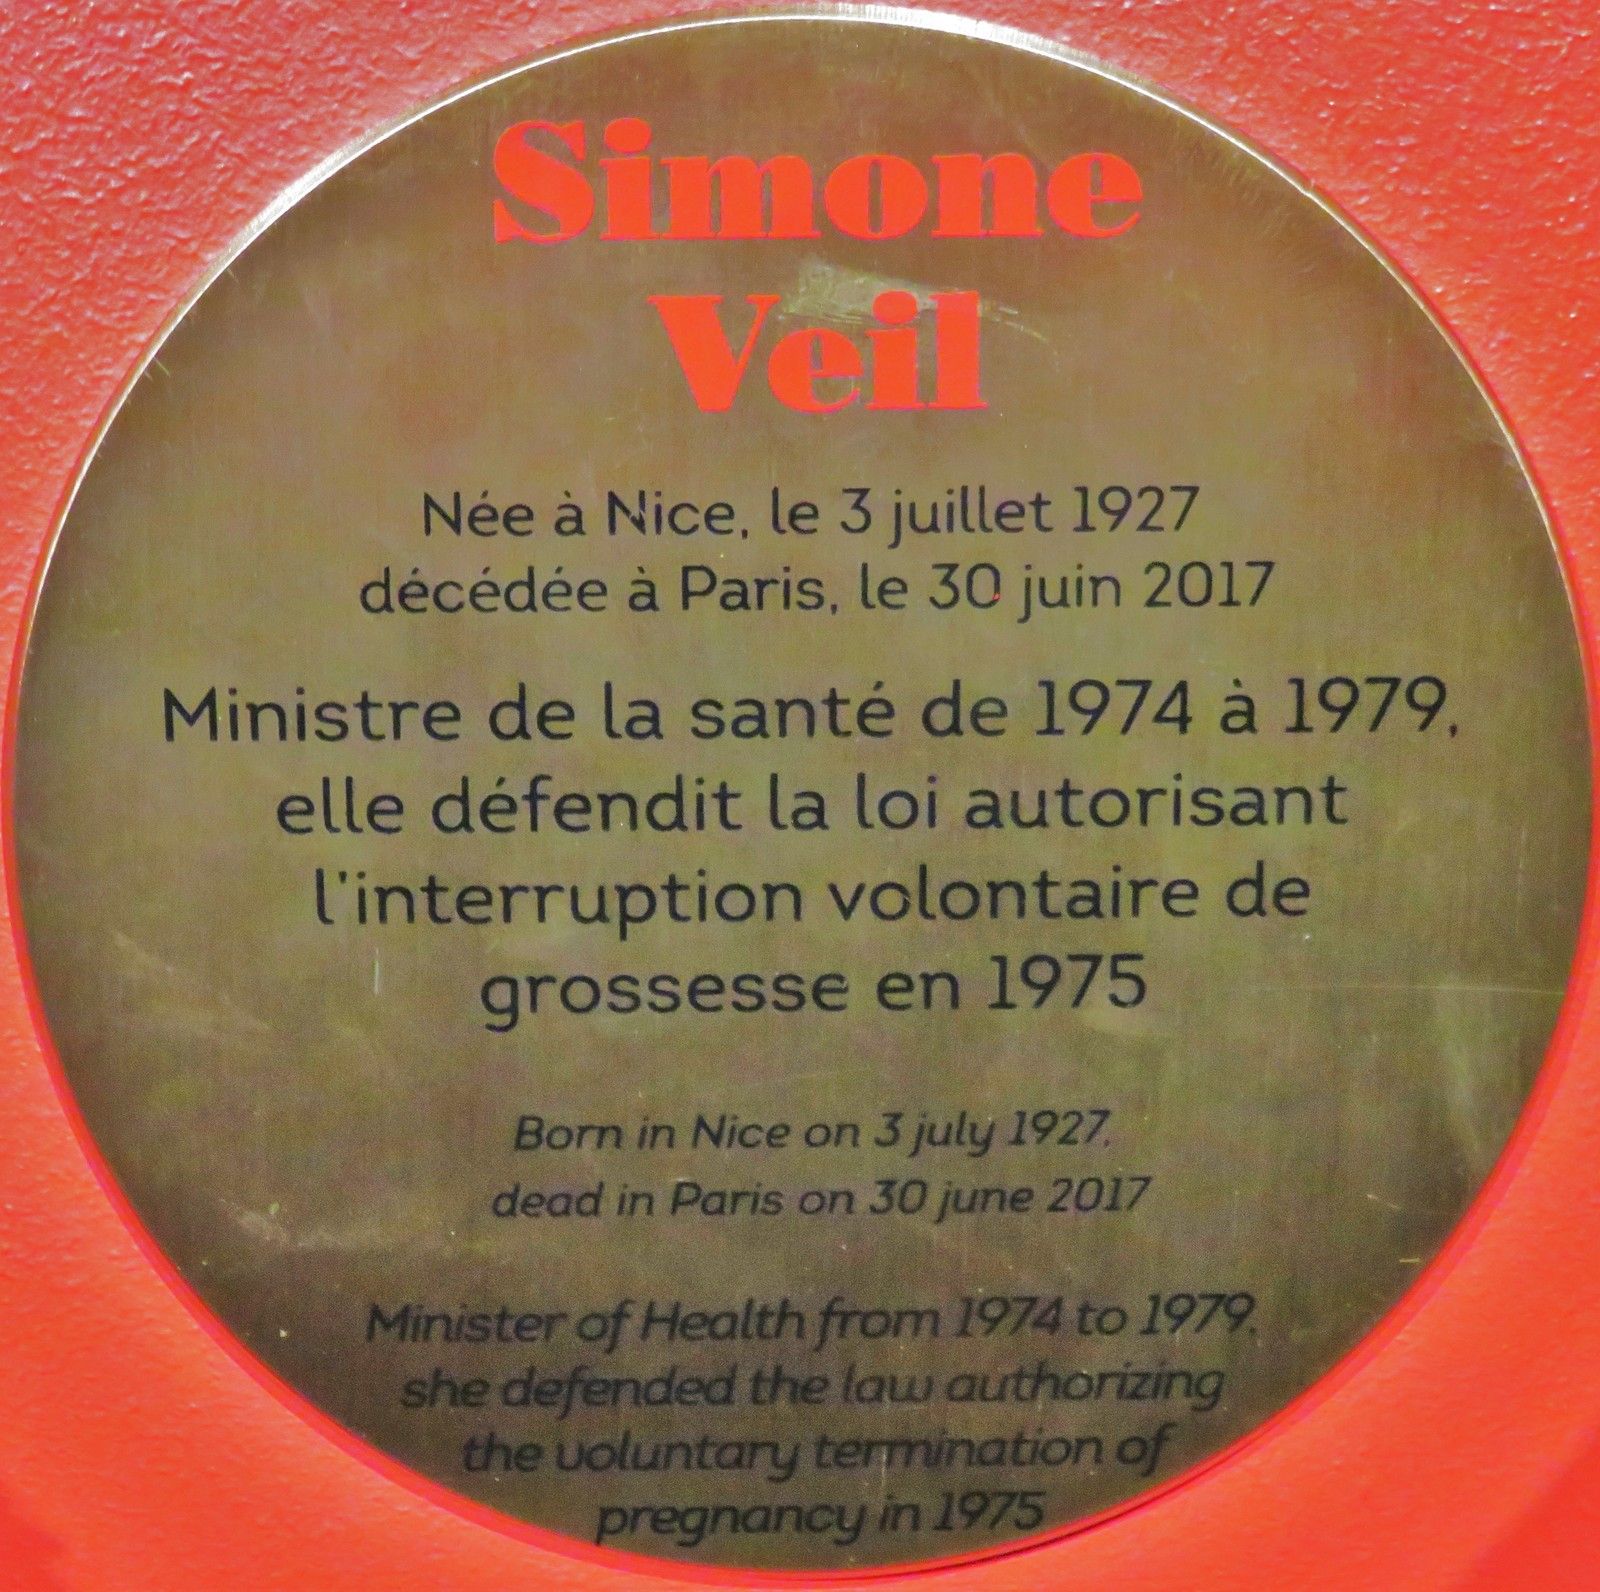 Simone
Veil
Née à Nice, le 3 juillet 1927
décédée à Paris, le 30 juin 2017
Ministre de la santé de 1974 à 1979,
elle défendit la loi autorisant
l'interruption volontaire de
grossesse en 1975
Born in Nice on 3 july 1927,
dead in Paris on 30 june 2017
Minister of Health from 1974 to 1979,
she defended the law authorizing
the voluntary termination of
pregnancy in 1975